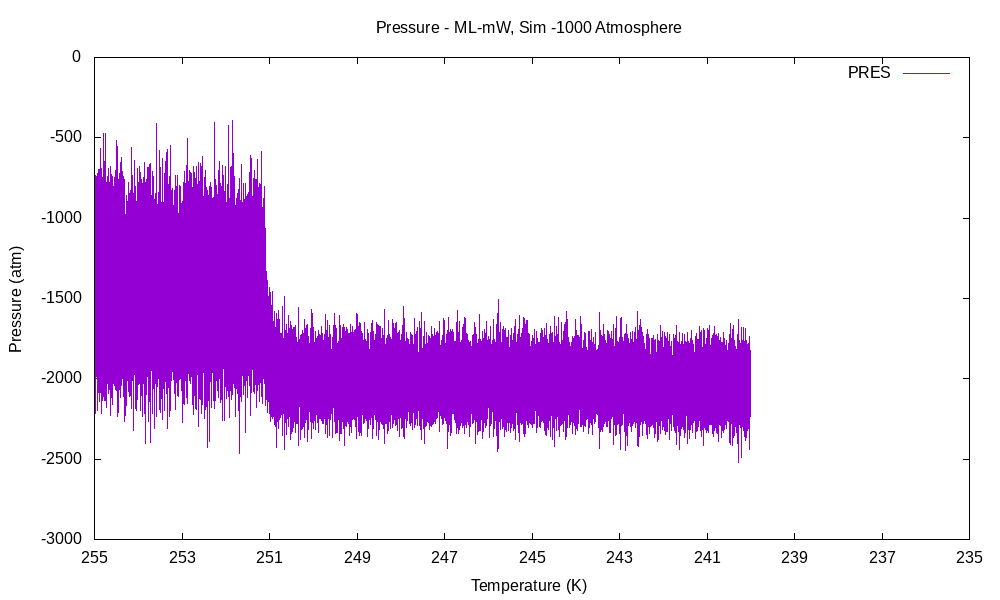 Pressure - ML-mW, Sim -1000 Atmosphere
PRES
0
-500
-1000
-1500
-2000
-2500
-3000
Pressure (atm)
255 253 251 249 247 245 243 241 239 237 235
Temperature (K)